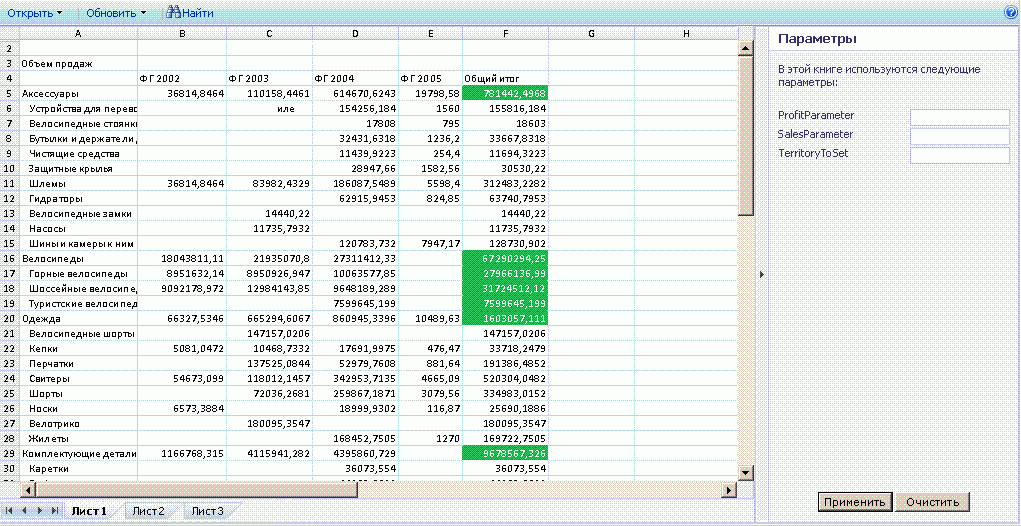 Открыть Обновить Найти
A B C D E F G H
2
3 Объем продаж
4 ФГ 2002 ФГ 2003 ФГ 2004 ФГ 2005 Общий итог
5 Аксессуары 36814,8464 110158,4461 614670,6243 19798,58 781442,4968
6 Устройства для перево иле 154256,184 1560 155816,184
7 Велосипедные стоянки 17808 795 18603
8 Бутылки и держатели 32431,6318 1236,2 33667,8318
9 Чистящие средства 11439,9223 254,4 11694,3223
10 Защитные крылья 28947,66 1582,56 30530,22
11 Шлемы 36814,8464 83982,4329 186087,5489 5598,4 312483,2282
12 Гидраторы 62915,9453 824,85 63740,7953
13 Велосипедные замки 14440,22 14440,22
14 Насосы 11735,7932 11735,7932
15 Шины и камеры к ним 120783,732 7947,17 128730,902
16 Велосипеды 18043811,11 21935070,8 27311412,33 67290294,25
17 Горные велосипеды 8951632,14 8950926,947 10063577,85 27966136,99
18 Шоссейные велосипе 9092178,972 12984143,85 9648189,289 31724512,12
19 Туристские велосипед 7599645,199 7599645,199
20 Одежда 66327,5346 665294,6067 860945,3396 10489,63 1603057,111
21 Велосипедные шорты 147157,0206 147157,0206
22 Кепки 5081,0472 10468,7332 17691,9975 476,47 33718,2479
23 Перчатки 137525,0844 52979,7608 881,64 191386,4852
24 Свитеры 54673,099 118012,1457 342953,7135 4665,09 520304,0482
25 Шорты 72036,2681 259867,1871 3079,56 334983,0152
26 Носки 6573,3884 18999,9302 116,87 25690,1886
27 Велотрико 180095,3547 180095,3547
28 Жилеты 168452,7505 1270 169722,7505
29 Комплектующие детали 1166768,315 4115941,282 4395860,729 9678567,326
30 Каретки 36073,554 36073,554
Лист1 Лист2 Лист3
Параметры
В этой книге используются следующие
параметры:
ProfitParameter
SalesParameter
TerritoryToSet
Применить Очистить